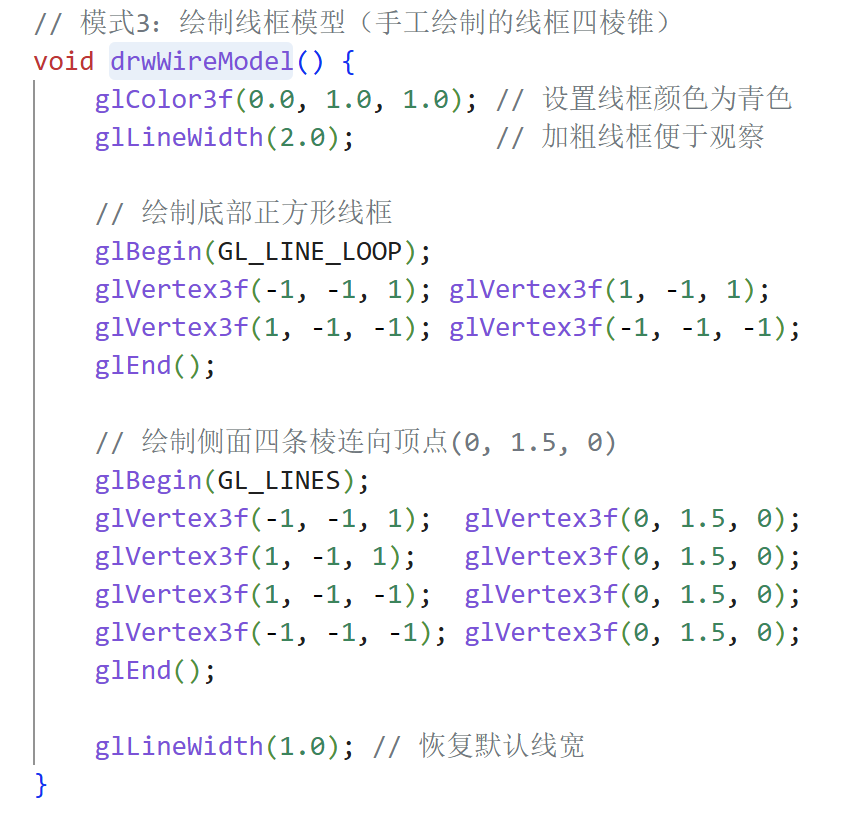 // 模式3：绘制线框模型（手工绘制的线框四棱锥）
void drwWireModel() {
    glColor3f(0.0, 1.0, 1.0); // 设置线框颜色为青色
    glLineWidth(2.0);         // 加粗线框便于观察

    // 绘制底部正方形线框
    glBegin(GL_LINE_LOOP);
    glVertex3f(-1, -1, 1); glVertex3f(1, -1, 1);
    glVertex3f(1, -1, -1); glVertex3f(-1, -1, -1);
    glEnd();

    // 绘制侧面四条棱连向顶点(0, 1.5, 0)
    glBegin(GL_LINES);
    glVertex3f(-1, -1, 1);  glVertex3f(0, 1.5, 0);
    glVertex3f(1, -1, 1);   glVertex3f(0, 1.5, 0);
    glVertex3f(1, -1, -1);  glVertex3f(0, 1.5, 0);
    glVertex3f(-1, -1, -1); glVertex3f(0, 1.5, 0);
    glEnd();

    glLineWidth(1.0); // 恢复默认线宽
}